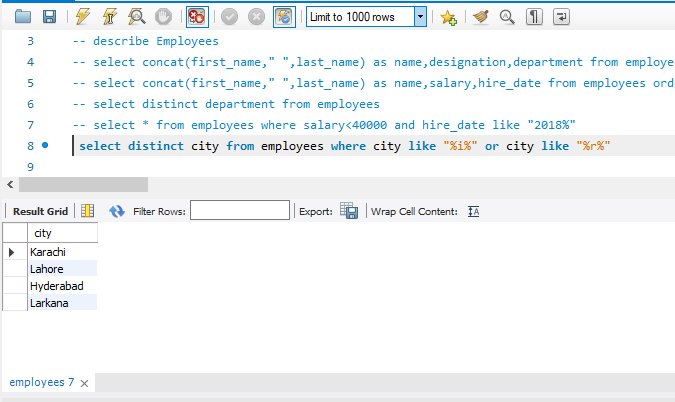 Limit to 1000 rows
3 -- describe Employees
4 -- select concat(first_name," ",last_name) as name,designation,department from employe
5 -- select concat(first_name," ",last_name) as name,salary,hire_date from employees ord
6 -- select distinct department from employees
7 -- select * from employees where salary<40000 and hire_date like "2018%"
8 select distinct city from employees where city like "%i%" or city like "%r%"
9
Result Grid Filter Rows: Export: Wrap Cell Content:
city
Karachi
Lahore
Hyderabad
Larkana
employees 7